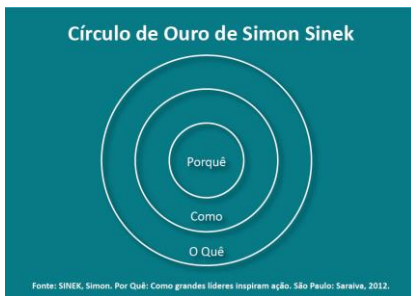 Círculo de Ouro de Simon Sinek
Porquê
Como
O Quê
Fonte: SINEK, Simon. Por Quê: Como grandes líderes inspiram ação. São Paulo: Saraiva, 2012.